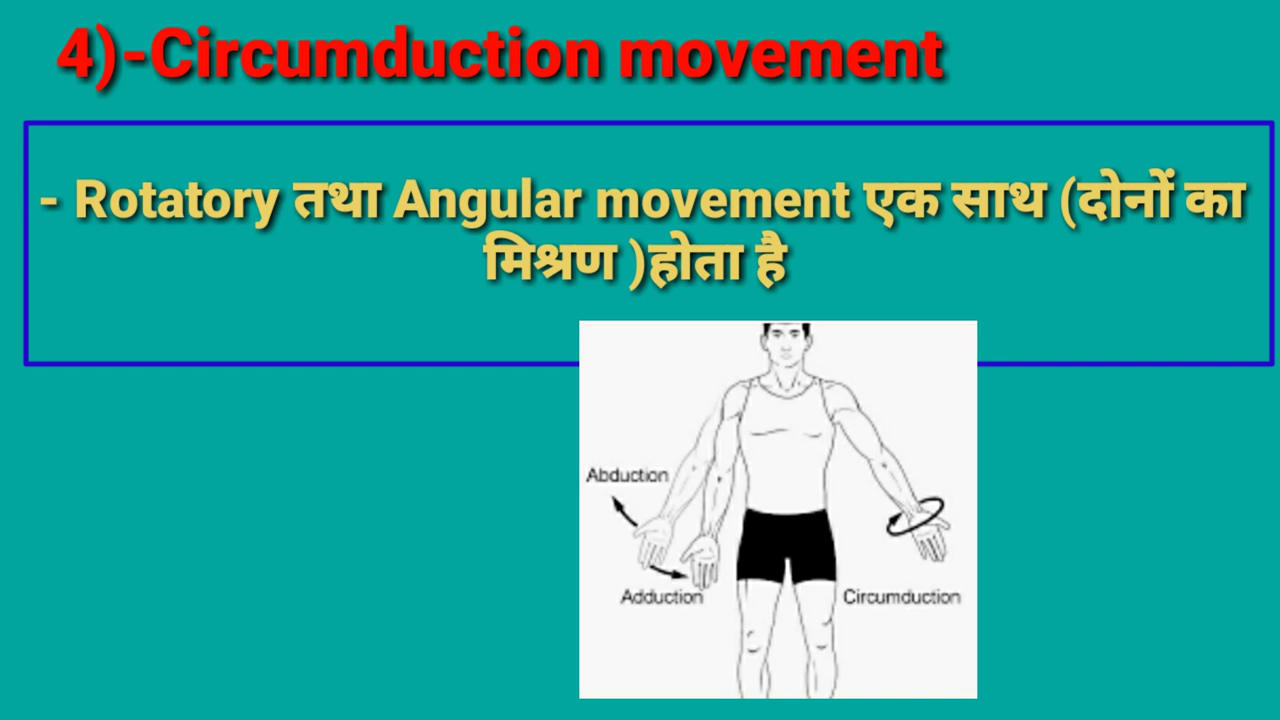 4)-Circumduction movement
- Rotatory तथा Angular movement एक साथ (दोनों का
मिश्रण )होता है
Abduction
Adduction
Circumduction